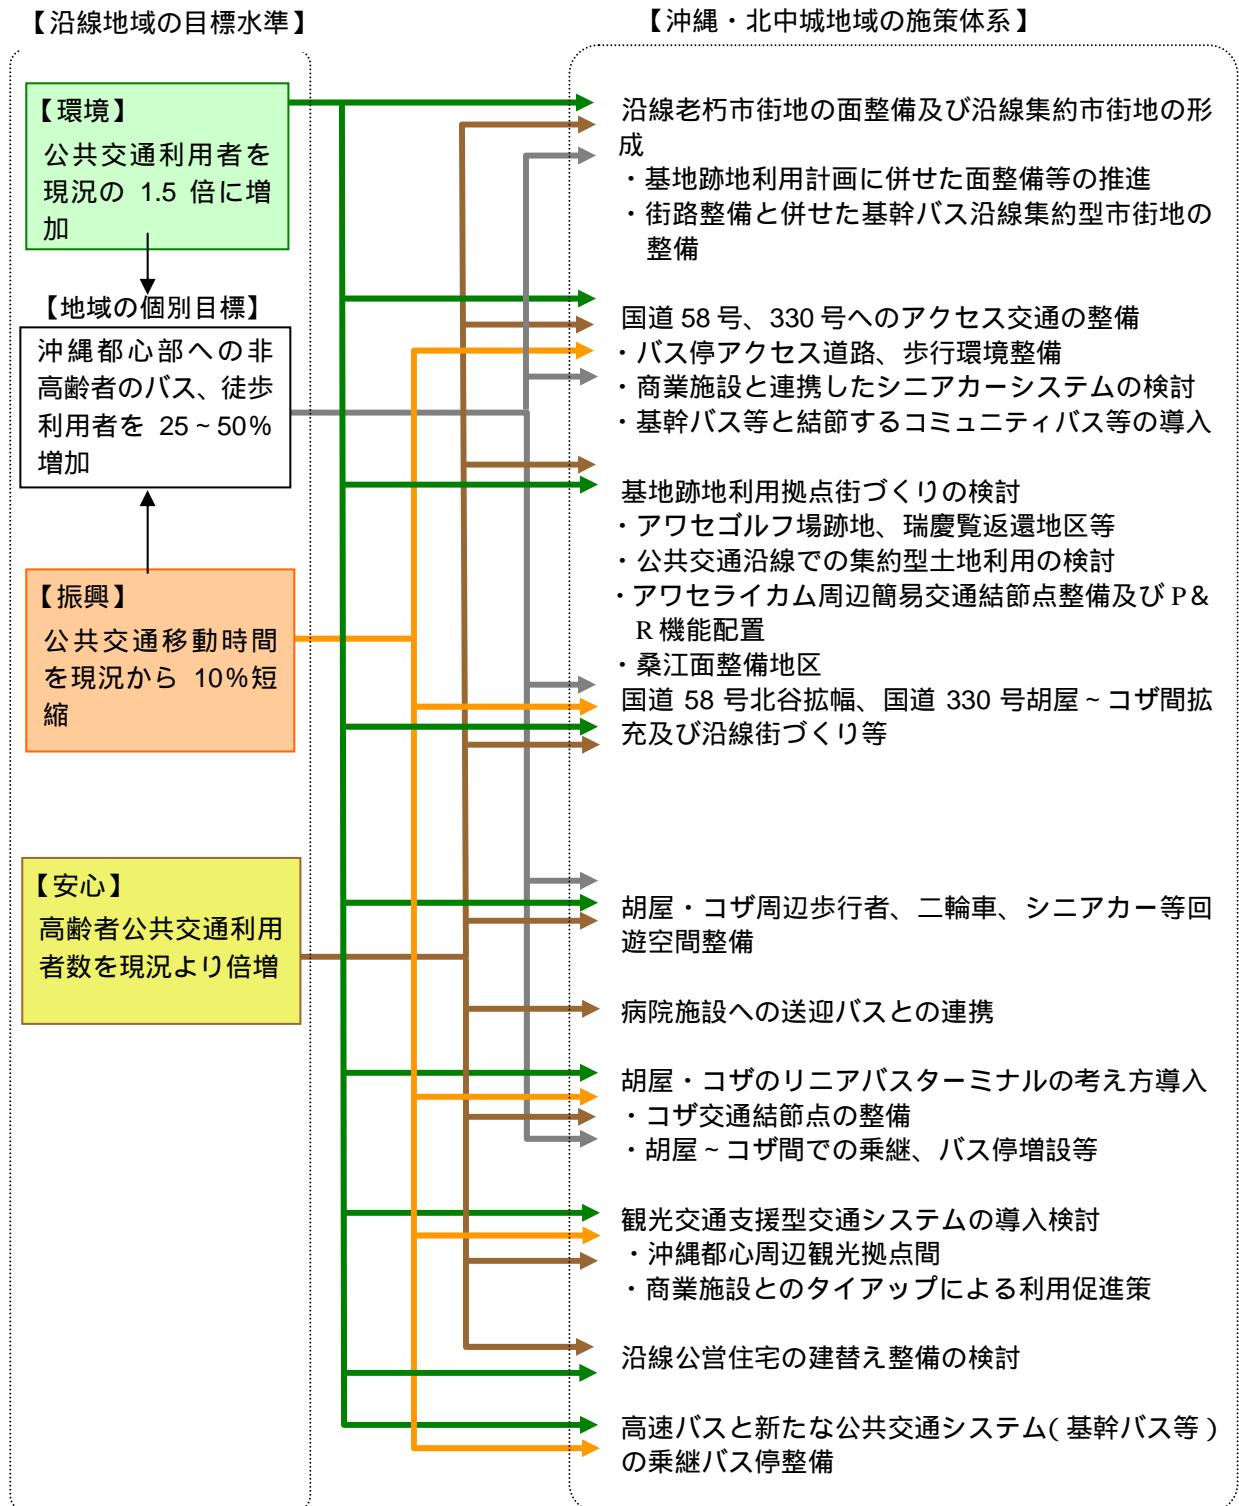 【沿線地域の目標水準】
【環境】
公共交通利用者を
現況の 1.5 倍に増
加
【地域の個別目標】
沖縄都心部への非
高齢者のバス、徒歩
利用者を 25～50％
増加
【振興】
公共交通移動時間
を現況から 10％短
縮
【安心】
高齢者公共交通利用
者数を現況より倍増
【沖縄・北中城地域の施策体系】
沿線老朽市街地の面整備及び沿線集約市街地の形
成
・基地跡地利用計画に併せた面整備等の推進
・街路整備と併せた基幹バス沿線集約型市街地の
整備
国道 58 号、330 号へのアクセス交通の整備
・バス停アクセス道路、歩行環境整備
・商業施設と連携したシニアカーシステムの検討
・基幹バス等と結節するコミュニティバス等の導入
基地跡地利用拠点街づくりの検討
・アワセゴルフ場跡地、瑞慶覧返還地区等
・公共交通沿線での集約型土地利用の検討
・アワセライカム周辺簡易交通結節点整備及び P＆
R 機能配置
・桑江面整備地区
国道 58 号北谷拡幅、国道 330 号胡屋～コザ間拡
充及び沿線街づくり等
胡屋・コザ周辺歩行者、二輪車、シニアカー等回
遊空間整備
病院施設への送迎バスとの連携
胡屋・コザのリニアバスターミナルの考え方導入
・コザ交通結節点の整備
・胡屋～コザ間での乗継、バス停増設等
観光交通支援型交通システムの導入検討
・沖縄都心周辺観光拠点間
・商業施設とのタイアップによる利用促進策
沿線公営住宅の建替え整備の検討
高速バスと新たな公共交通システム(基幹バス等)
の乗継バス停整備